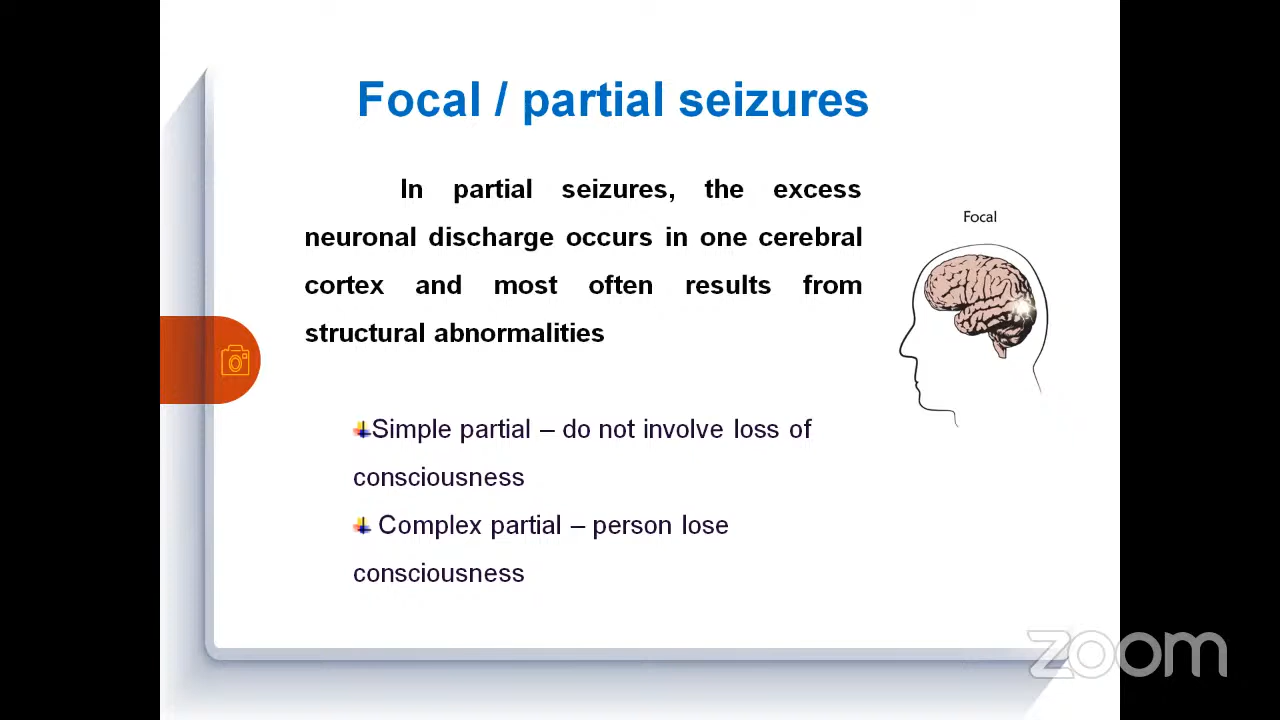 Focal / partial seizures
In partial seizures, the excess
neuronal discharge occurs in one cerebral
cortex and most often results from
structural abnormalities
Focal
Simple partial – do not involve loss of
consciousness
Complex partial – person lose
consciousness
zoom